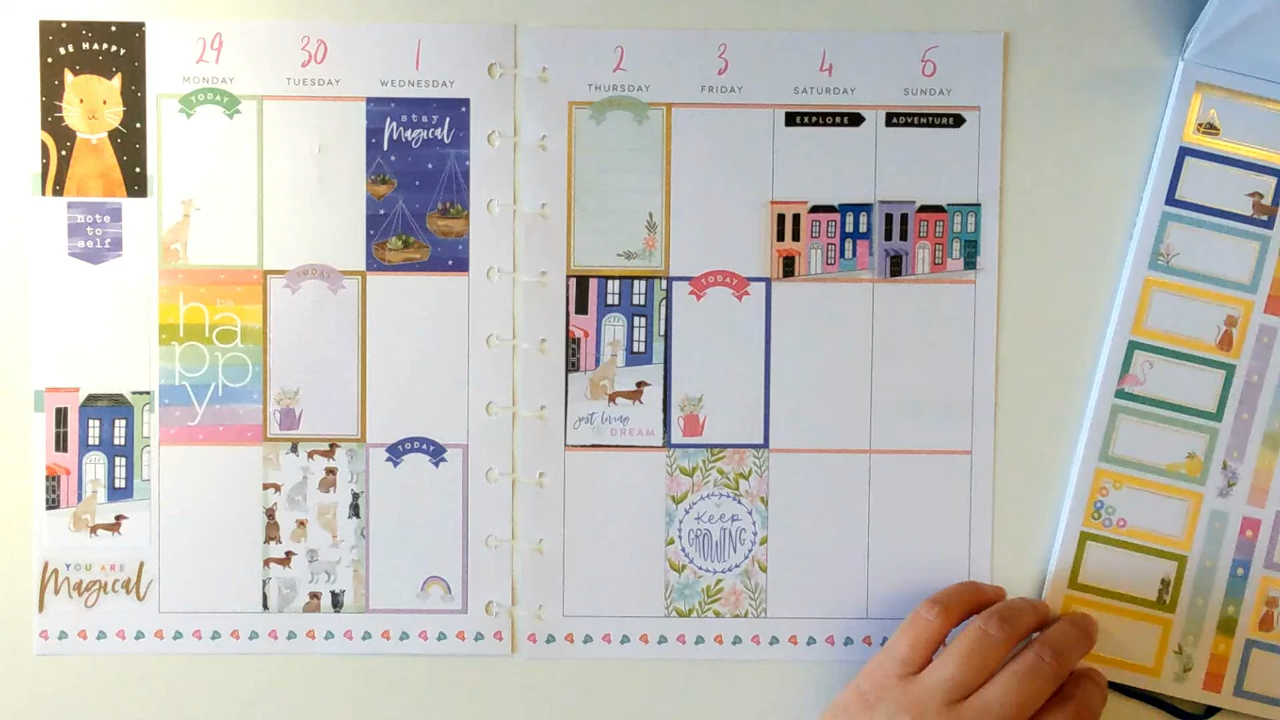 BE HAPPY
note
to
self
YOU ARE
Magical
29
MONDAY
TODAY
be
happy
30
TUESDAY
TODAY
1
WEDNESDAY
stay
Magical
TODAY
2
THURSDAY
just living
the DREAM
3
FRIDAY
TODAY
Keep
GROWING
4
SATURDAY
EXPLORE
5
SUNDAY
ADVENTURE